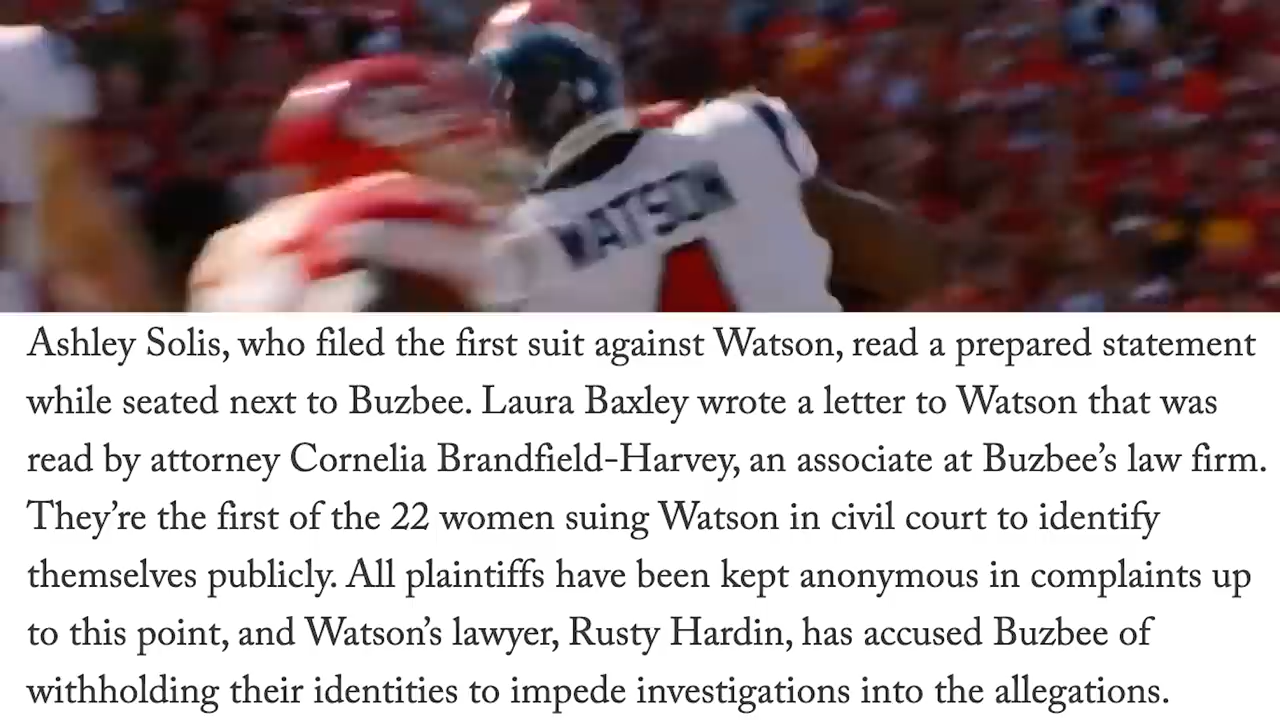 WATSON
4
Ashley Solis, who filed the first suit against Watson, read a prepared statement
while seated next to Buzbee. Laura Baxley wrote a letter to Watson that was
read by attorney Cornelia Brandfield-Harvey, an associate at Buzbee’s law firm.
They’re the first of the 22 women suing Watson in civil court to identify
themselves publicly. All plaintiffs have been kept anonymous in complaints up
to this point, and Watson’s lawyer, Rusty Hardin, has accused Buzbee of
withholding their identities to impede investigations into the allegations.